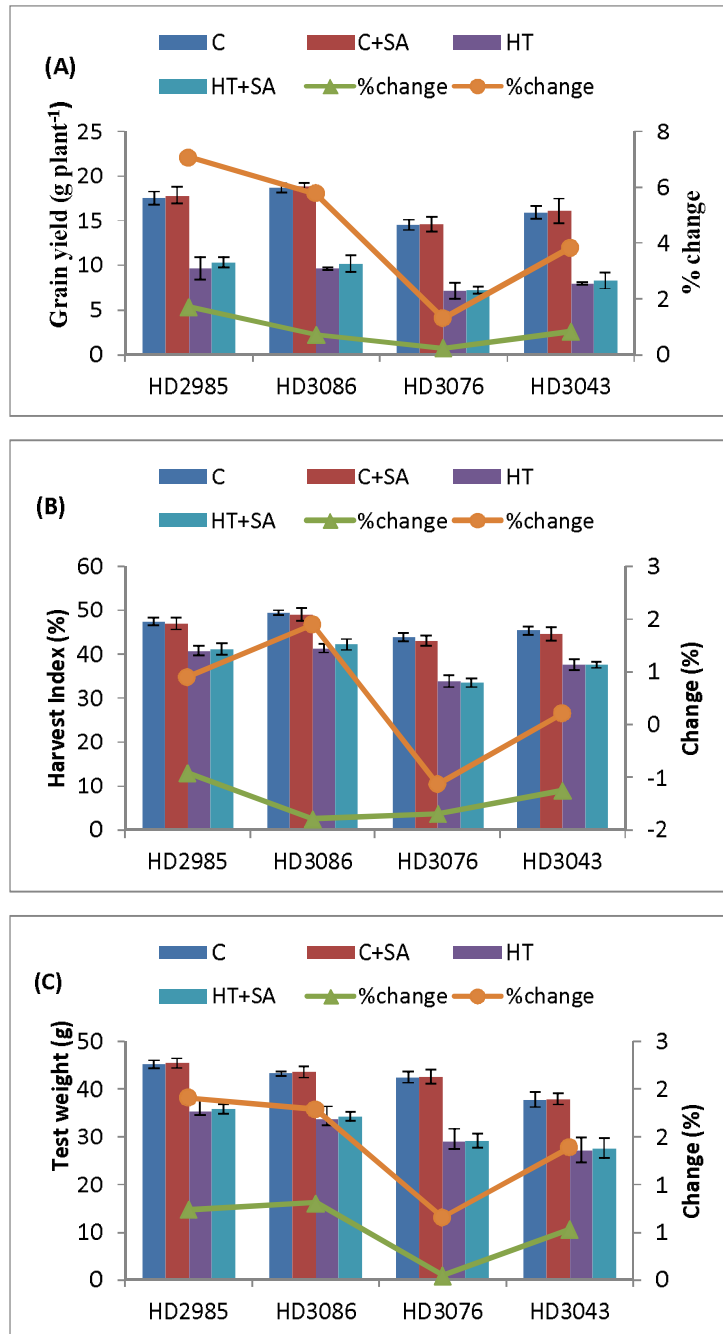 (A)
C C+SA HT
HT+SA %change %change
Grain yield (g plant⁻¹)
25
20
15
10
5
0
% change
8
6
4
2
0
HD2985 HD3086 HD3076 HD3043
(B)
C C+SA HT
HT+SA %change %change
Harvest Index (%)
60
50
40
30
20
10
0
Change (%)
3
2
1
0
-1
-2
HD2985 HD3086 HD3076 HD3043
(C)
C C+SA HT
HT+SA %change %change
Test weight (g)
50
40
30
20
10
0
Change (%)
3
2
2
1
1
0
HD2985 HD3086 HD3076 HD3043